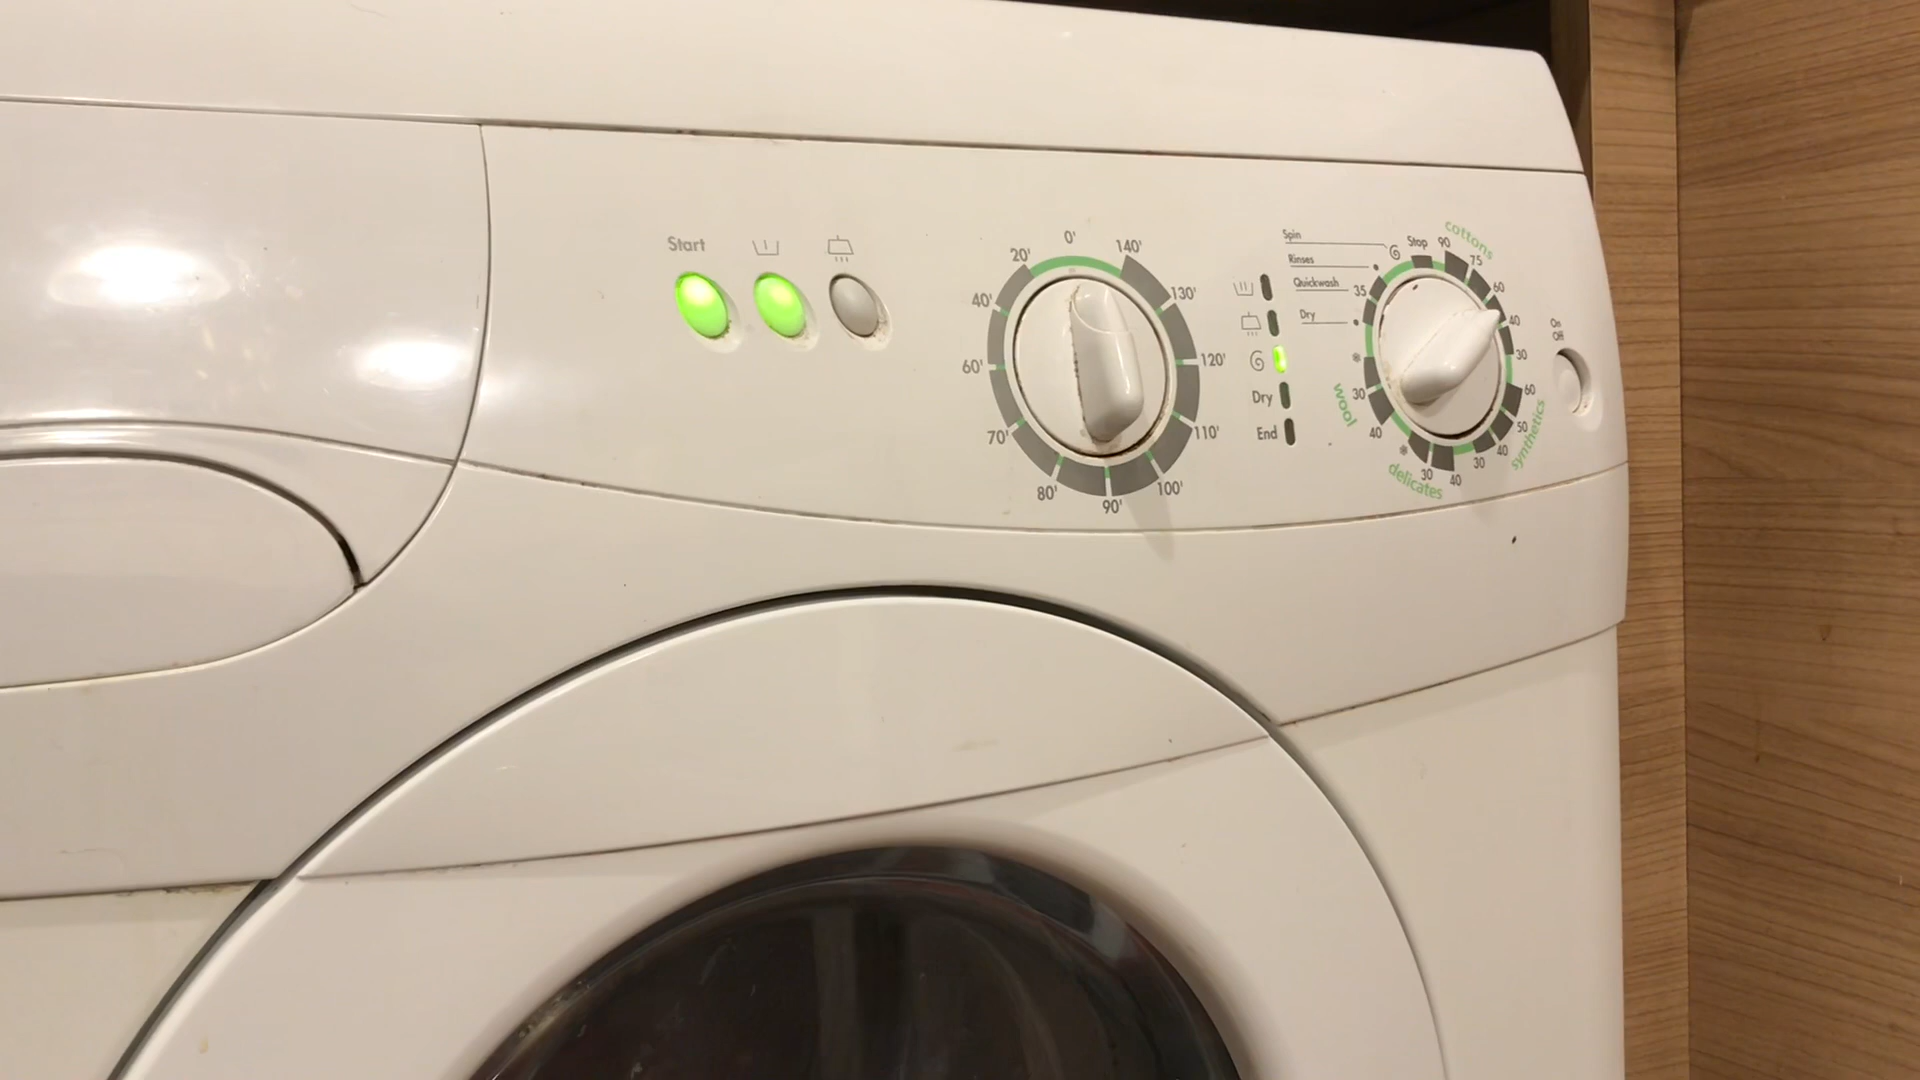 Start
0'
140'
130'
120'
110'
100'
90'
80'
70'
60'
40'
20'
Dry
End
Spin
Rinses
Quickwash
Dry
Stop
cottons
90
75
60
40
30
synthetics
60
50
40
30
delicates
40
30
wool
40
30
35
On
Off